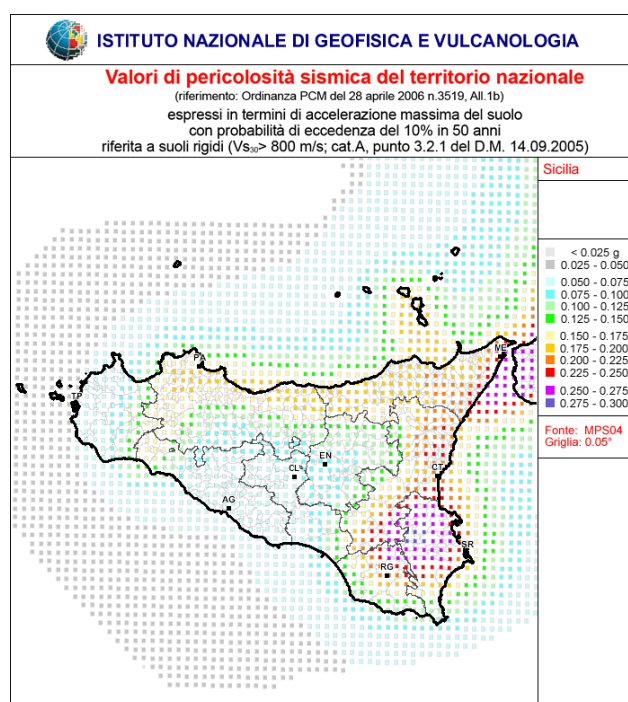 ISTITUTO NAZIONALE DI GEOFISICA E VULCANOLOGIA
Valori di pericolosità sismica del territorio nazionale
(riferimento: Ordinanza PCM del 28 aprile 2006 n.3519, All.1b)
espressi in termini di accelerazione massima del suolo
con probabilità di eccedenza del 10% in 50 anni
riferita a suoli rigidi (Vs₃₀> 800 m/s; cat.A, punto 3.2.1 del D.M. 14.09.2005)
Sicilia
< 0.025 g
0.025 - 0.050
0.050 - 0.075
0.075 - 0.100
0.100 - 0.125
0.125 - 0.150
0.150 - 0.175
0.175 - 0.200
0.200 - 0.225
0.225 - 0.250
0.250 - 0.275
0.275 - 0.300
Fonte: MPS04
Griglia: 0.05°
ME
PA
TP
EN
CL
CT
AG
SR
RG